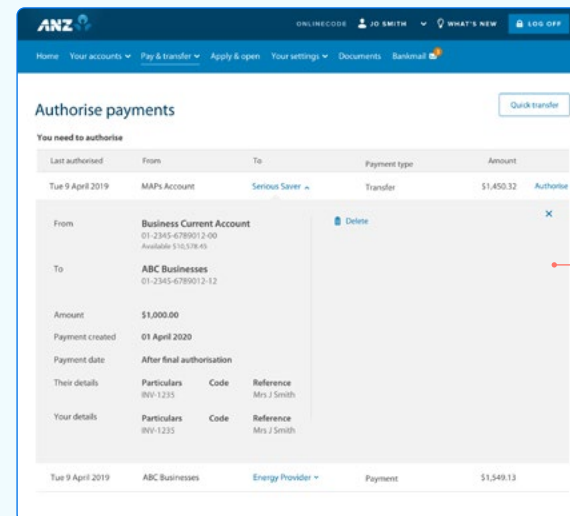 ANZ
ONLINECODE JO SMITH WHAT'S NEW LOG OFF
Home Your accounts Pay & transfer Apply & open Your settings Documents Bankmail
Authorise payments
Quick transfer
You need to authorise
Last authorised From To Payment type Amount
Tue 9 April 2019 MAPs Account Serious Saver Transfer $1,450.32 Authorise
From Business Current Account Delete
01-2345-6789012-00
Available $10,578.45
To ABC Businesses
01-2345-6789012-12
Amount $1,000.00
Payment created 01 April 2020
Payment date After final authorisation
Their details Particulars Code Reference
INV-1235 Mrs J Smith
Your details Particulars Code Reference
INV-1235 Mrs J Smith
Tue 9 April 2019 ABC Businesses Energy Provider Payment $1,549.13